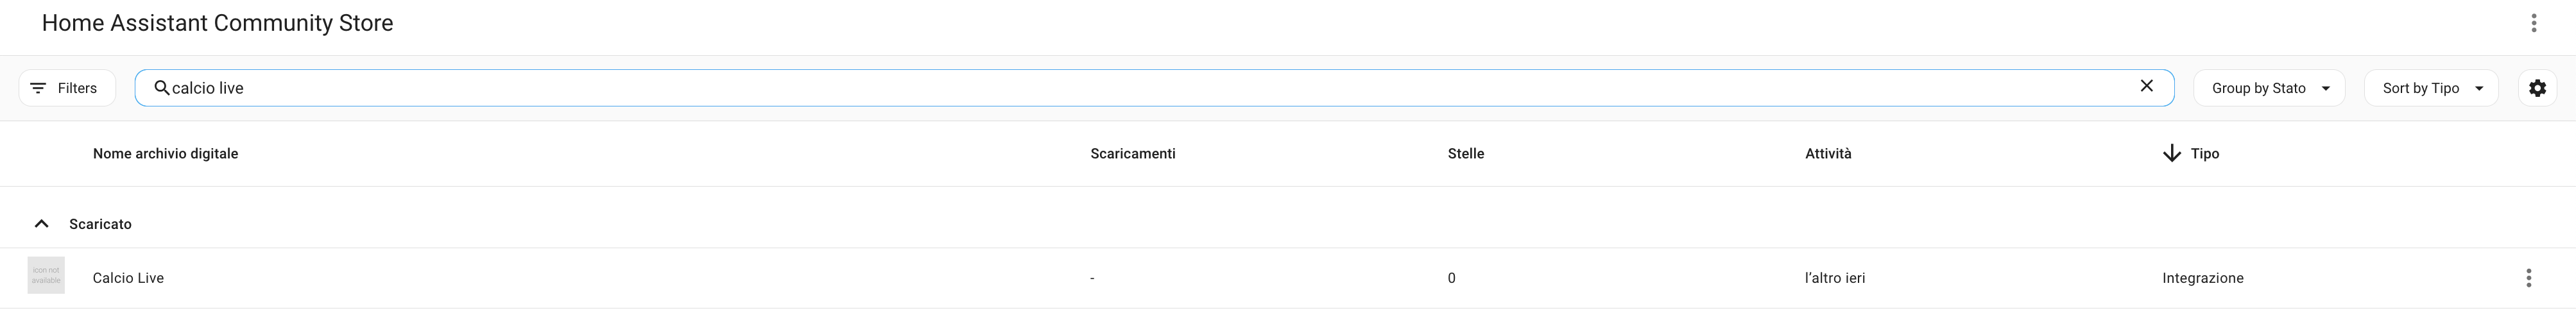 Home Assistant Community Store
Filters
calcio live
Group by Stato
Sort by Tipo
Nome archivio digitale Scaricamenti Stelle Attività Tipo
Scaricato
icon not
available
Calcio Live - 0 l’altro ieri Integrazione